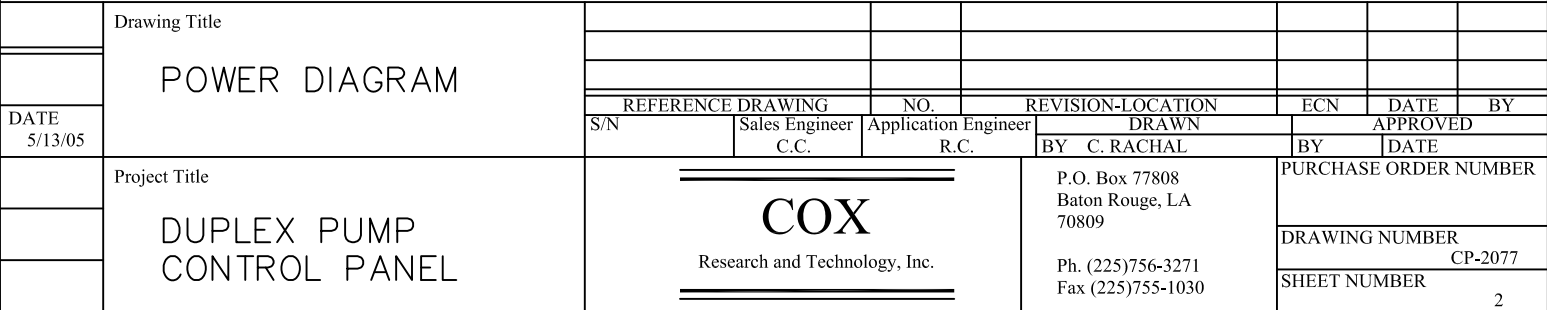 Drawing Title
POWER DIAGRAM
REFERENCE DRAWING NO. REVISION-LOCATION ECN DATE BY
DATE
5/13/05
S/N Sales Engineer Application Engineer DRAWN APPROVED
C.C. R.C. BY C. RACHAL BY DATE
Project Title
DUPLEX PUMP
CONTROL PANEL
COX
Research and Technology, Inc.
P.O. Box 77808
Baton Rouge, LA
70809
Ph. (225)756-3271
Fax (225)755-1030
PURCHASE ORDER NUMBER
DRAWING NUMBER
CP-2077
SHEET NUMBER
2